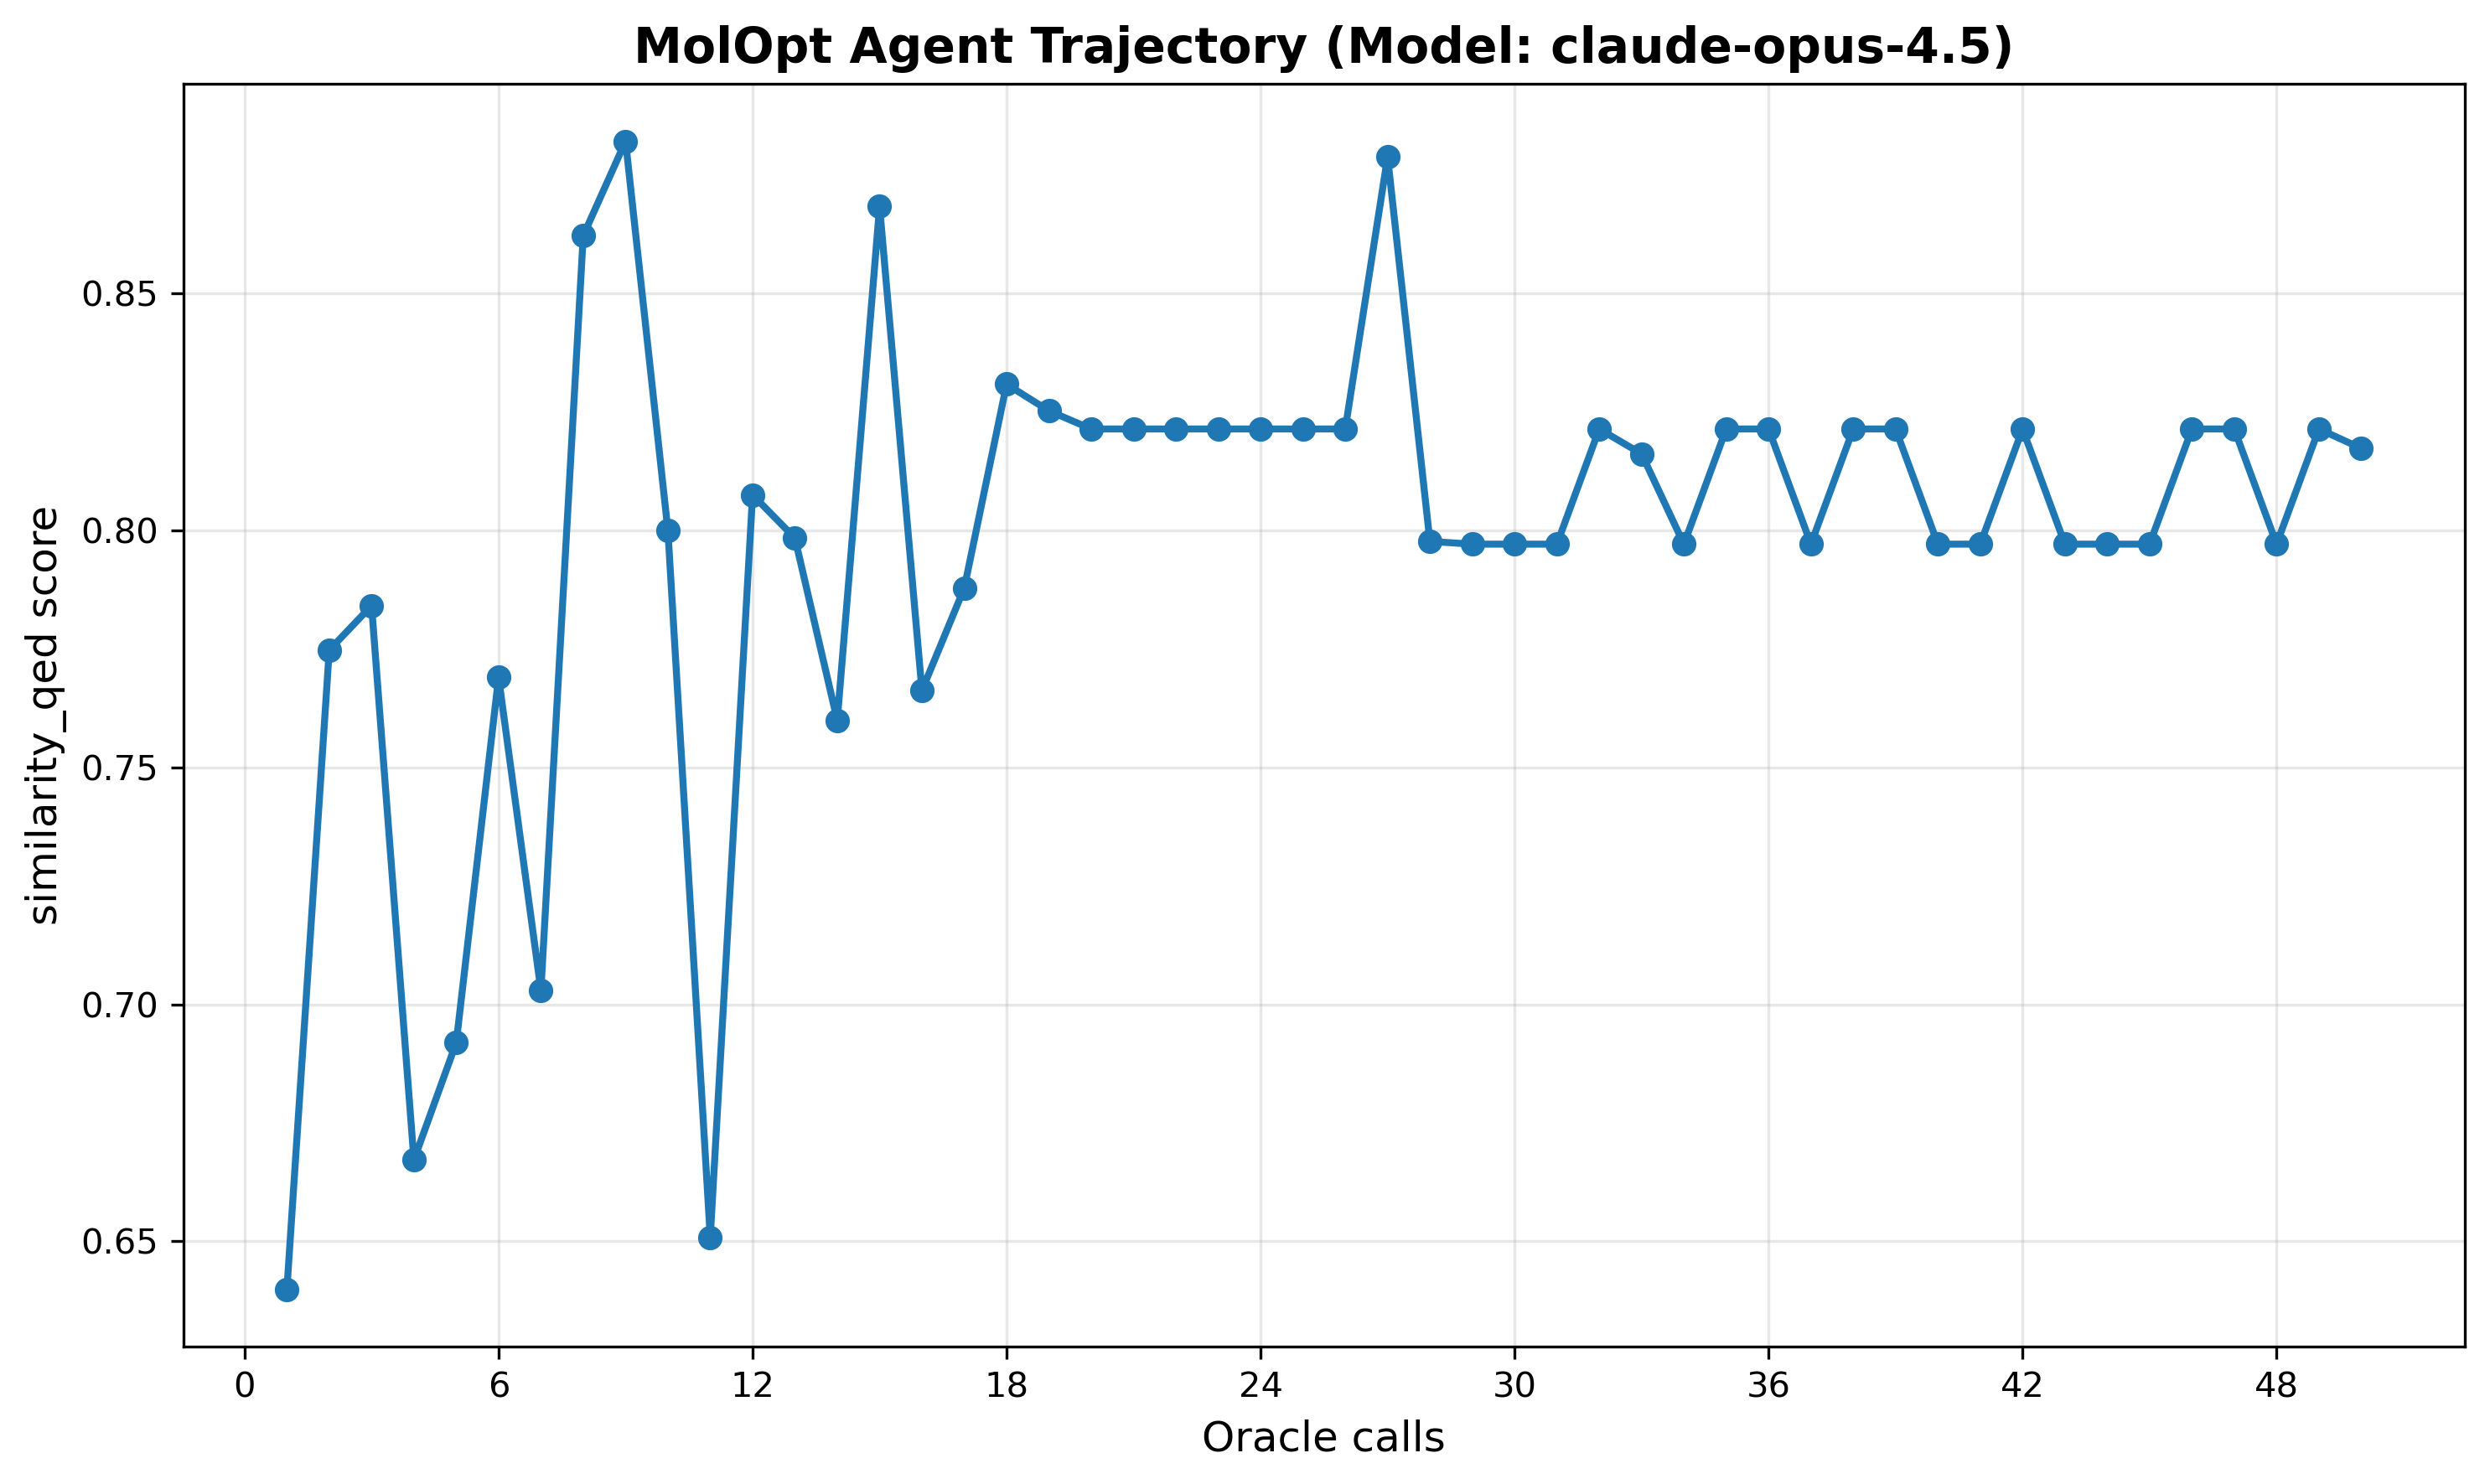 MolOpt Agent Trajectory (Model: claude-opus-4.5)
similarity_qed score
0.85
0.80
0.75
0.70
0.65
0 6 12 18 24 30 36 42 48
Oracle calls